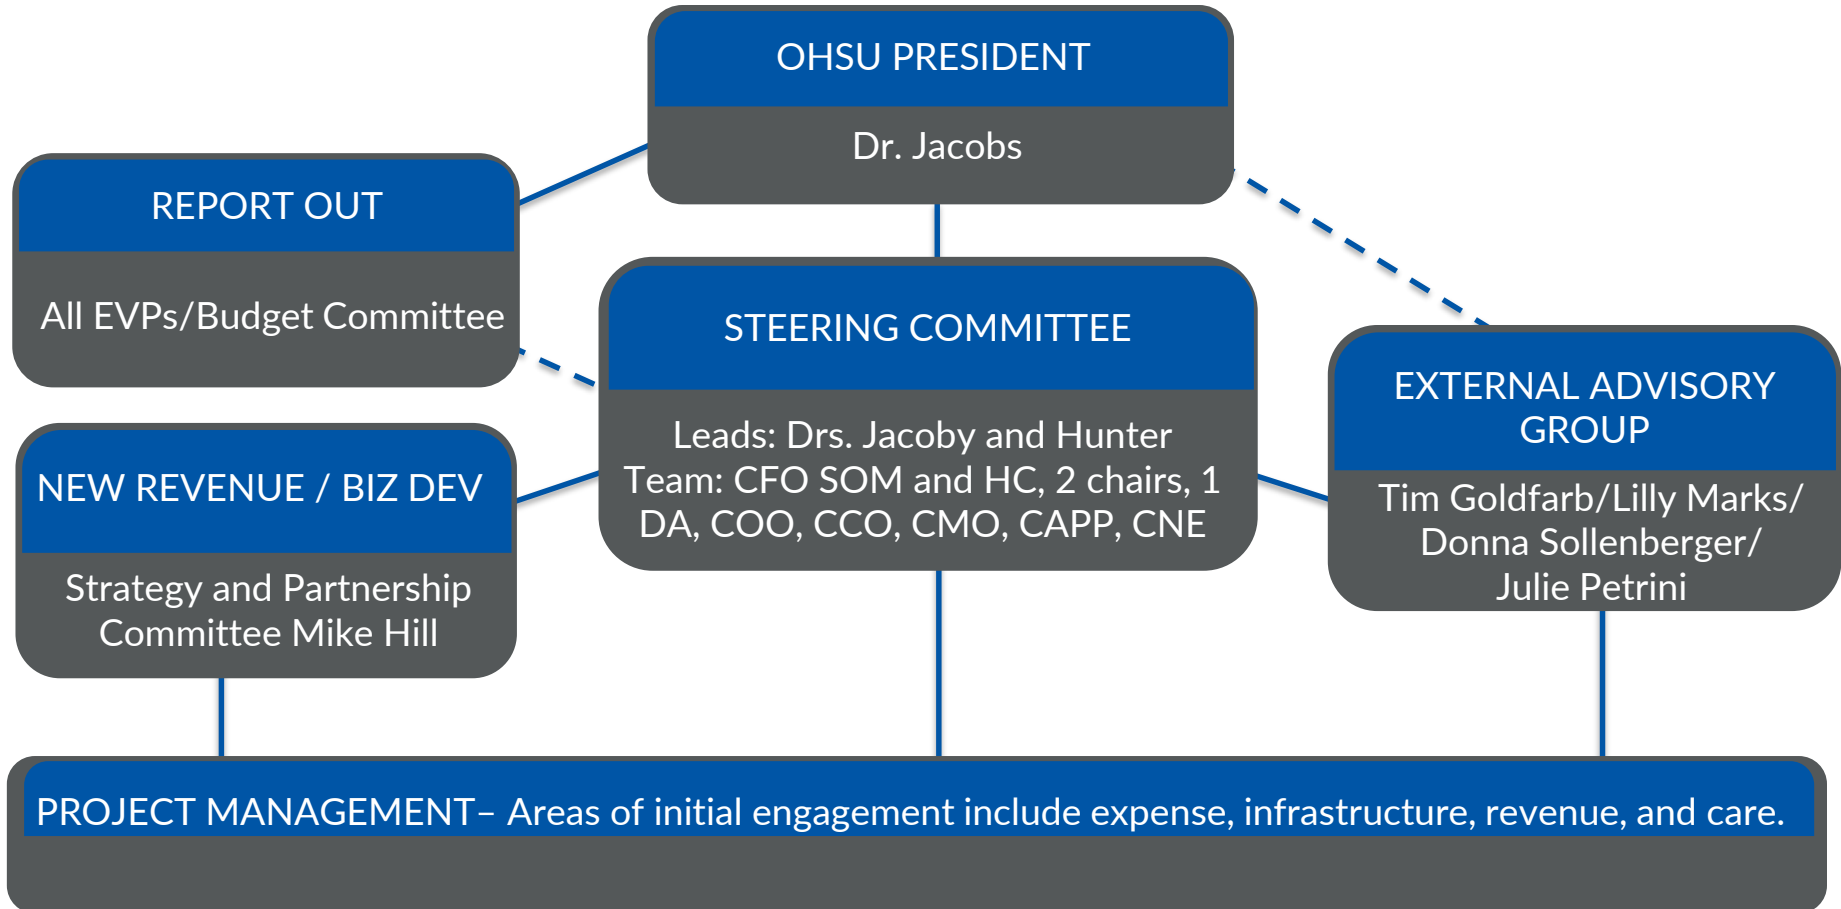 OHSU PRESIDENT
Dr. Jacobs
REPORT OUT
All EVPs/Budget Committee
STEERING COMMITTEE
Leads: Drs. Jacoby and Hunter
Team: CFO SOM and HC, 2 chairs, 1
DA, COO, CCO, CMO, CAPP, CNE
EXTERNAL ADVISORY
GROUP
Tim Goldfarb/Lilly Marks/
Donna Sollenberger/
Julie Petrini
NEW REVENUE / BIZ DEV
Strategy and Partnership
Committee Mike Hill
PROJECT MANAGEMENT– Areas of initial engagement include expense, infrastructure, revenue, and care.